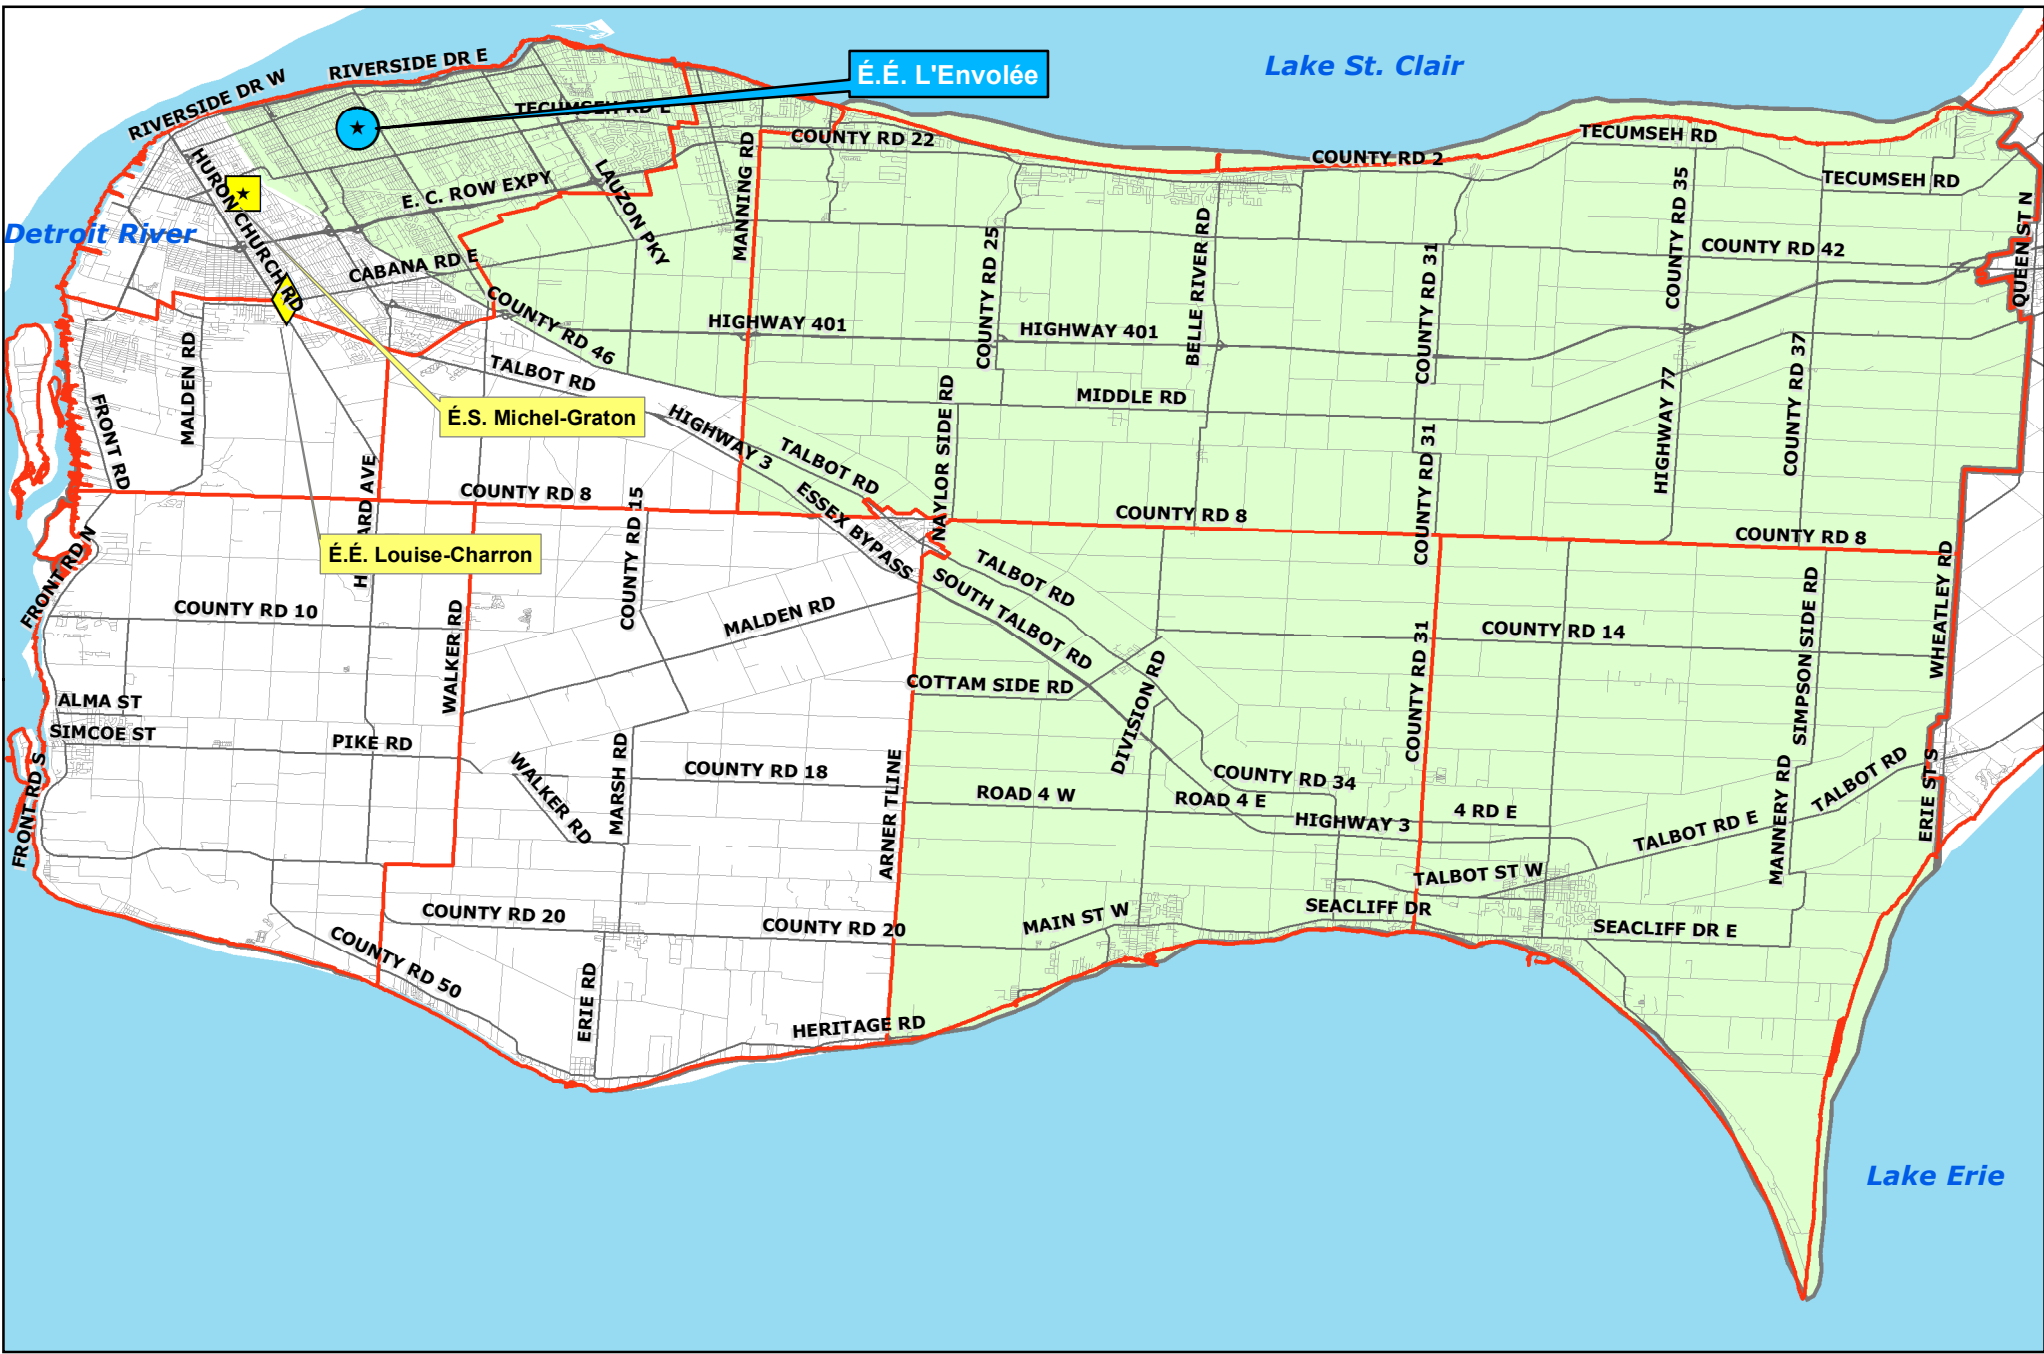 RIVERSIDE DR E
É.É. L'Envolée
Lake St. Clair
RIVERSIDE DR W
TECUMSEH RD E
COUNTY RD 22
TECUMSEH RD
COUNTY RD 2
HURON CHURCH RD
E. C. ROW EXPY
LAUZON PKY
MANNING RD
COUNTY RD 35
TECUMSEH RD
QUEEN ST N
Detroit River
CABANA RD E
COUNTY RD 25
BELLE RIVER RD
COUNTY RD 31
COUNTY RD 42
COUNTY RD 46
HIGHWAY 401
HIGHWAY 401
MALDEN RD
TALBOT RD
COUNTY RD 37
HIGHWAY 77
MIDDLE RD
FRONT RD
É.S. Michel-Graton
HIGHWAY 3
TALBOT RD
NAYLOR SIDE RD
COUNTY RD 31
COUNTY RD 8
COUNTY RD 15
ESSEX BYPASS
COUNTY RD 8
COUNTY RD 8
É.É. Louise-Charron
FRONT RD N
TALBOT RD
SOUTH TALBOT RD
COUNTY RD 10
WALKER RD
MALDEN RD
COUNTY RD 31
COUNTY RD 14
SIMPSON SIDE RD
WHEATLEY RD
COTTAM SIDE RD
DIVISION RD
ALMA ST
SIMCOE ST
PIKE RD
WALKER RD
MARSH RD
COUNTY RD 18
ARNER TLINE
COUNTY RD 34
ROAD 4 W
ROAD 4 E
4 RD E
HIGHWAY 3
MANNERY RD
TALBOT RD
TALBOT RD E
ERIE ST S
FRONT RD S
TALBOT ST W
SEACLIFF DR
SEACLIFF DR E
COUNTY RD 20
COUNTY RD 20
MAIN ST W
COUNTY RD 50
ERIE RD
HERITAGE RD
Lake Erie